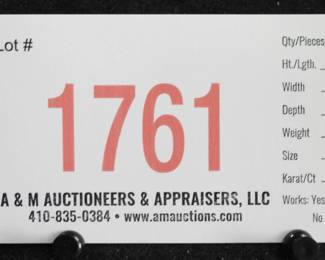 Lot #
1761
A & M AUCTIONEERS & APPRAISERS, LLC
410-835-0384 • www.amauctions.com
Qty/Pieces
Ht./Lgth.
Width
Depth
Weight
Size
Karat/Ct
Works: Yes
No